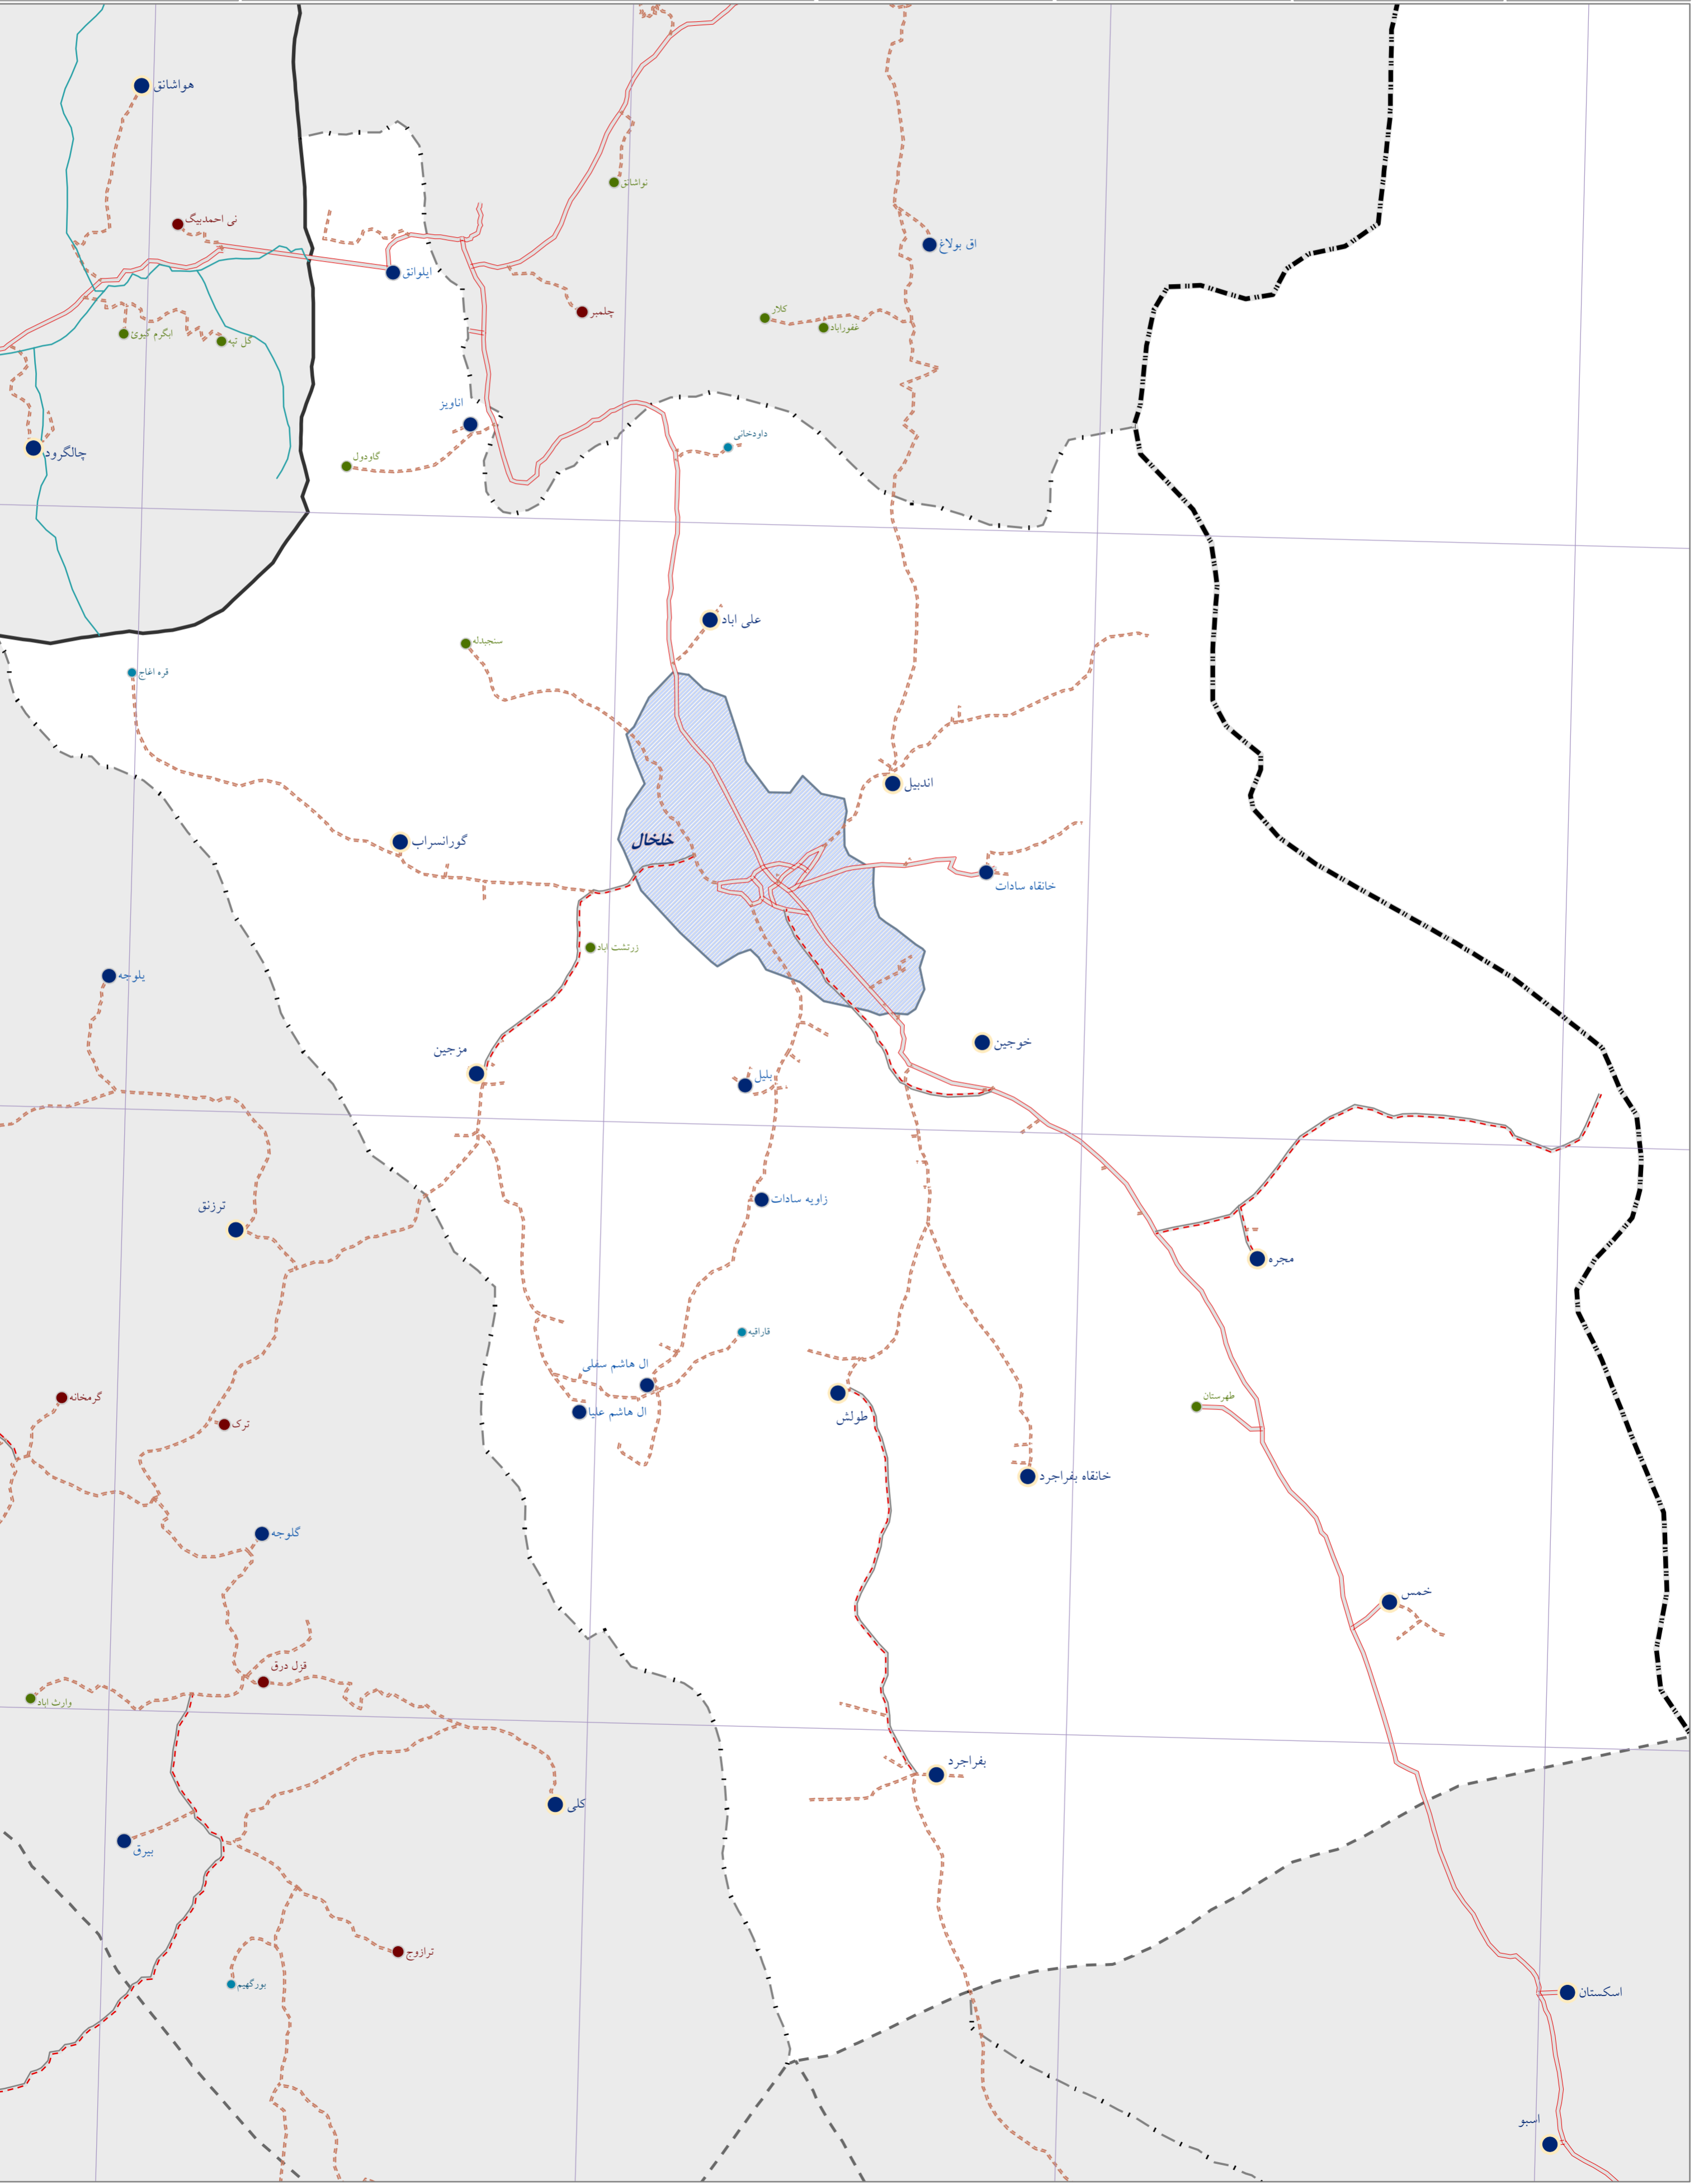 هواشانق
نواشانق
نی احمدبیگ
اق بولاغ
ایلوانق
چلمبر
کلار
غفوراباد
ابگرم گیوی
گل تپه
اناویز
داودخانی
چالگرود
گاودول
علی اباد
سنجبدله
قره اغاج
اندبیل
گورانسراب
خلخال
خانقاه سادات
زرتشت اباد
یلوجه
خوجین
مزجین
بلیل
زاویه سادات
ترزنق
مجره
قاراقیه
ال هاشم سفلی
گرمخانه
طهرستان
ال هاشم علیا
طولش
ترک
خانقاه بفراجرد
گلوجه
خمس
قزل درق
وارث اباد
بفراجرد
کلی
بیرق
ترازوج
بورگهیم
اسکستان
اسبو